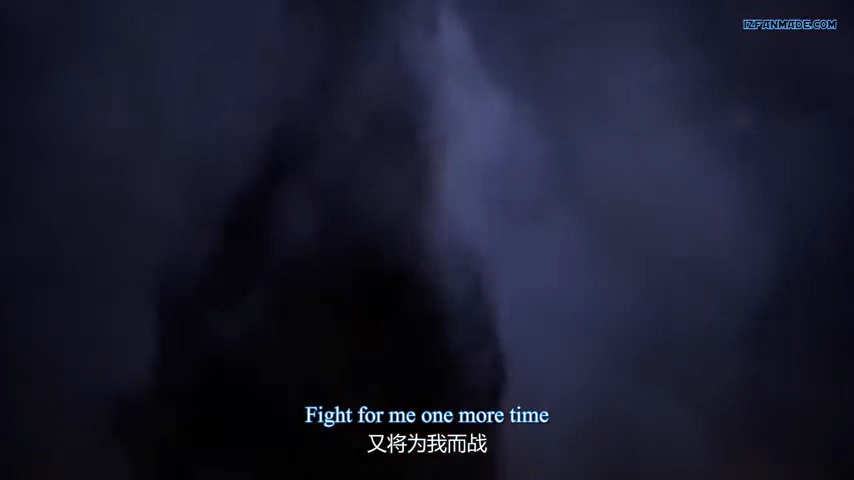 IZFANMADE.COM
Fight for me one more time
又将为我而战